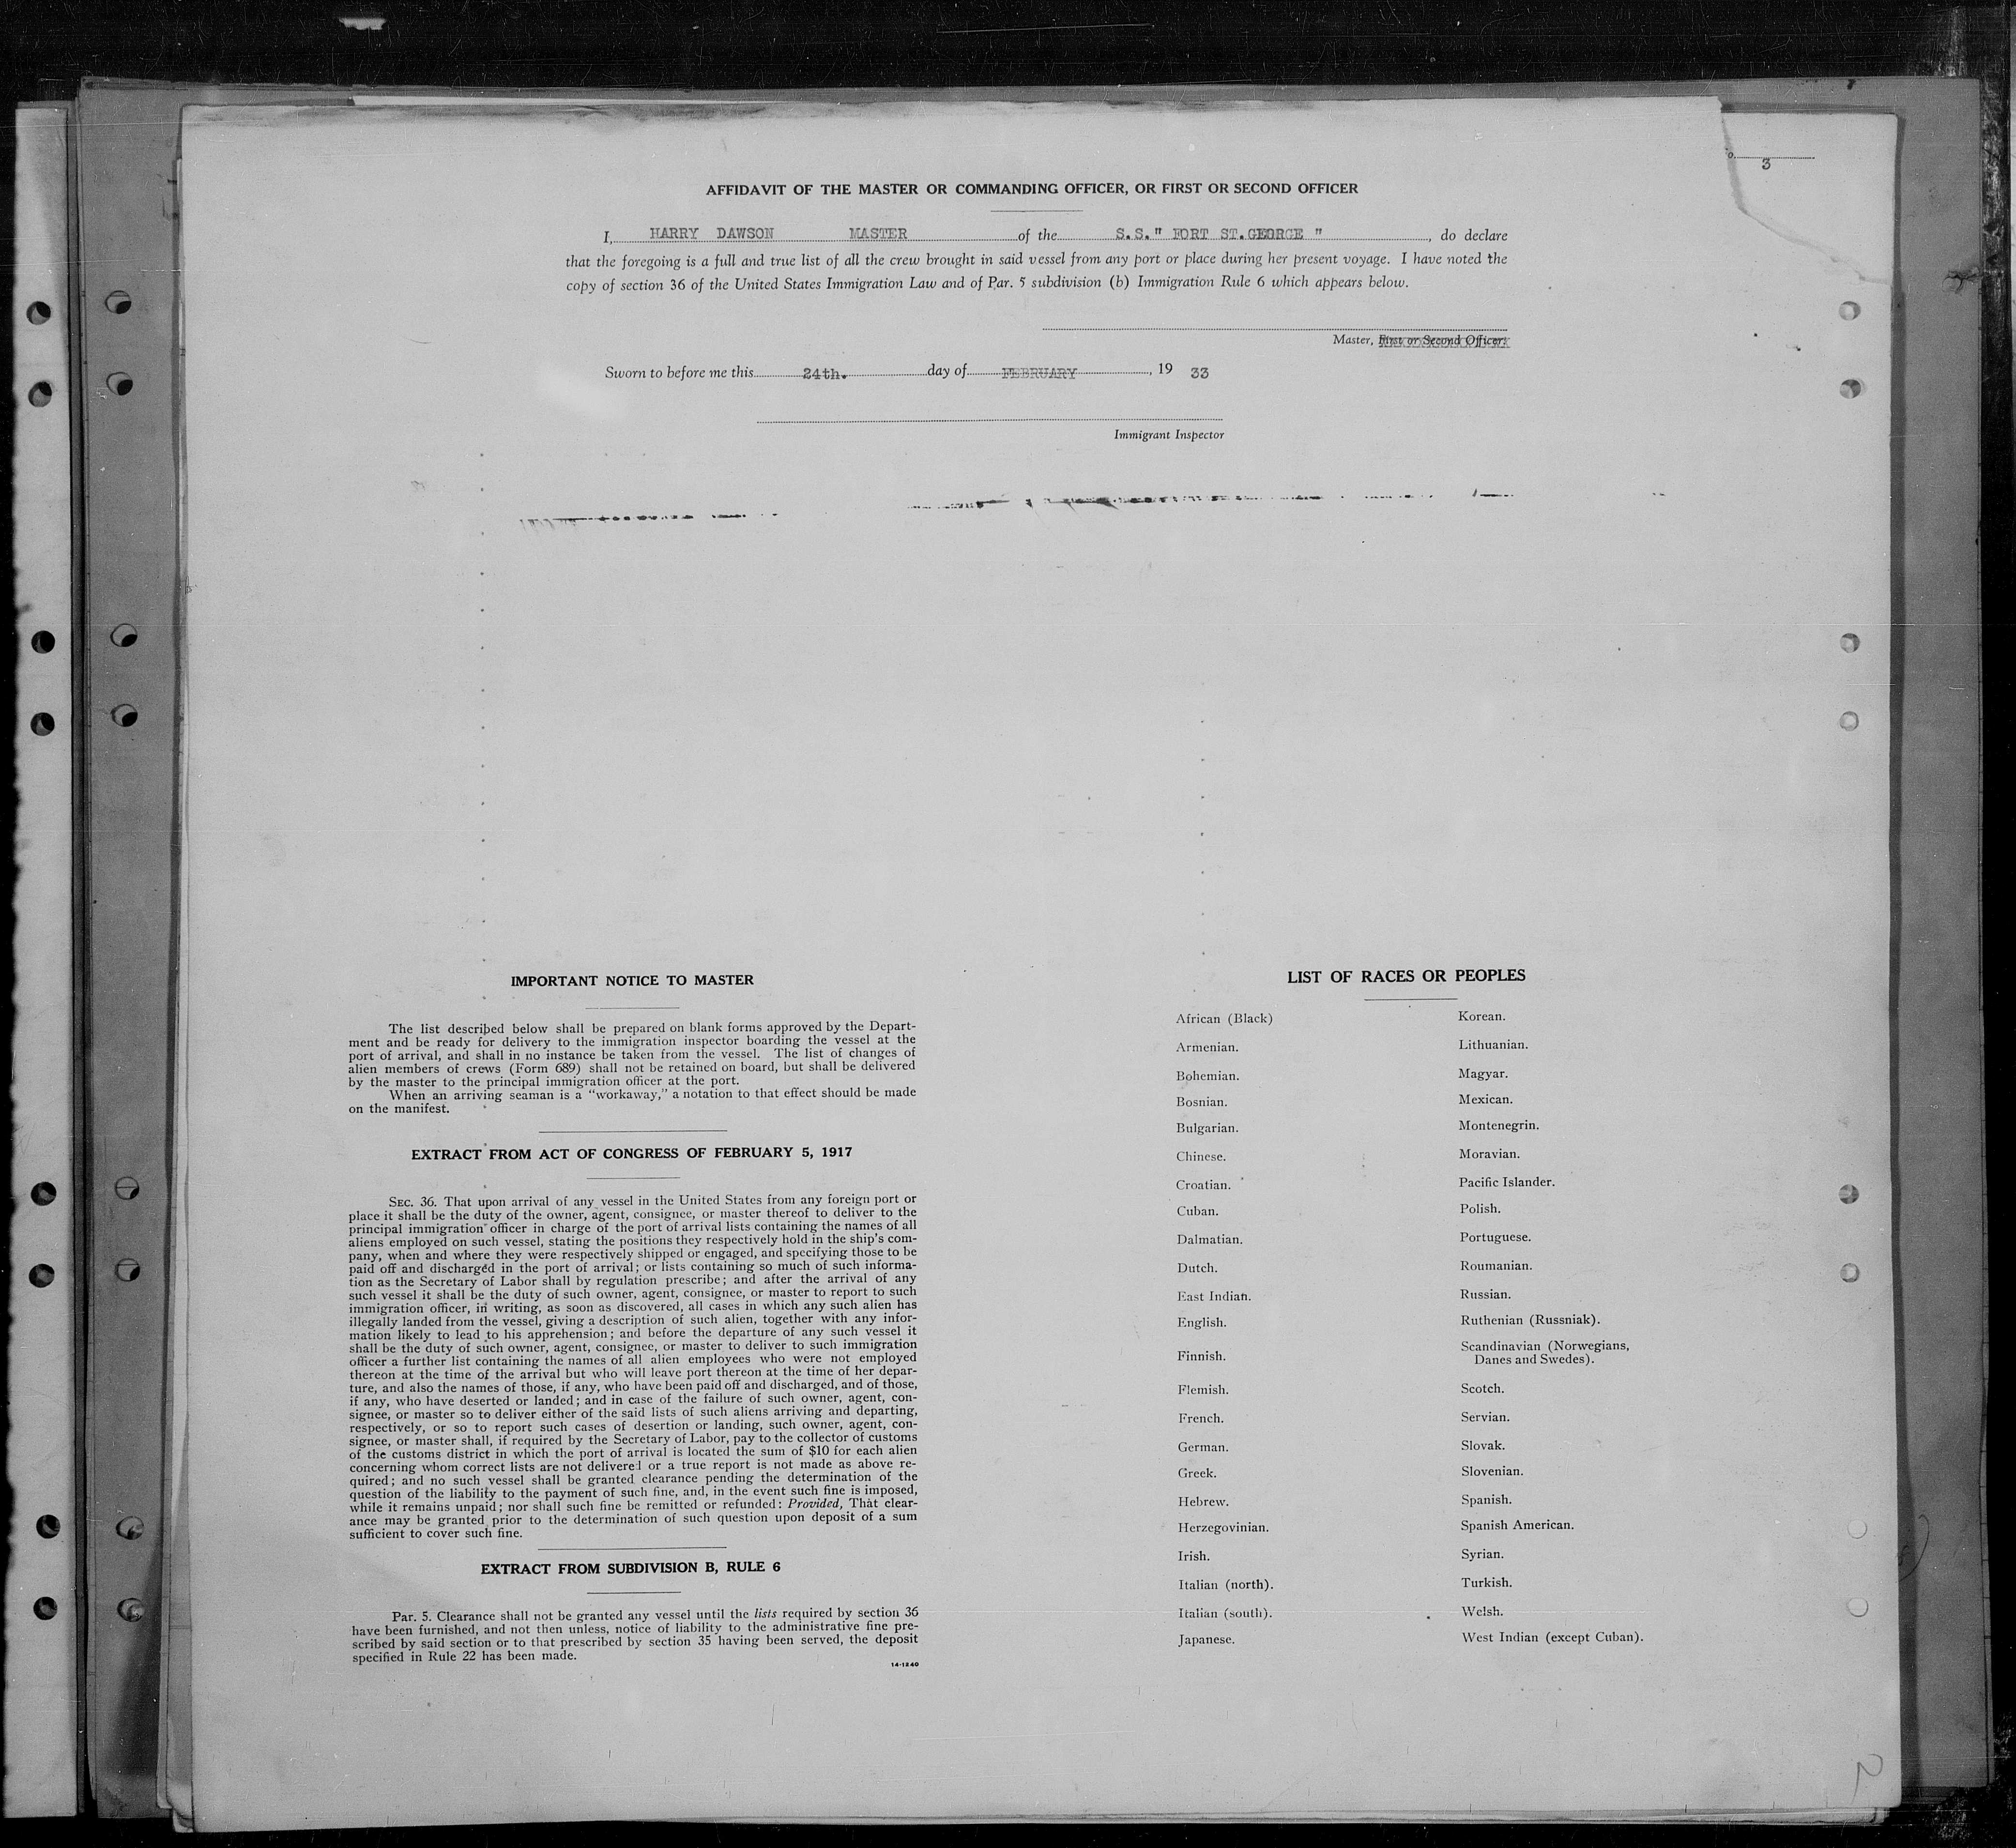 3
AFFIDAVIT OF THE MASTER OR COMMANDING OFFICER, OR FIRST OR SECOND OFFICER
I, HARRY DAWSON MASTER of the S.S." FORT ST.GEORGE ", do declare
that the foregoing is a full and true list of all the crew brought in said vessel from any port or place during her present voyage. I have noted the
copy of section 36 of the United States Immigration Law and of Par. 5 subdivision (b) Immigration Rule 6 which appears below.
Master, First or Second Officer.
Sworn to before me this 24th. day of FEBRUARY, 19 33
Immigrant Inspector
IMPORTANT NOTICE TO MASTER
The list described below shall be prepared on blank forms approved by the Depart-
ment and be ready for delivery to the immigration inspector boarding the vessel at the
port of arrival, and shall in no instance be taken from the vessel. The list of changes of
alien members of crews (Form 689) shall not be retained on board, but shall be delivered
by the master to the principal immigration officer at the port.
When an arriving seaman is a "workaway," a notation to that effect should be made
on the manifest.
EXTRACT FROM ACT OF CONGRESS OF FEBRUARY 5, 1917
SEC. 36. That upon arrival of any vessel in the United States from any foreign port or
place it shall be the duty of the owner, agent, consignee, or master thereof to deliver to the
principal immigration officer in charge of the port of arrival lists containing the names of all
aliens employed on such vessel, stating the positions they respectively hold in the ship's com-
pany, when and where they were respectively shipped or engaged, and specifying those to be
paid off and discharged in the port of arrival; or lists containing so much of such informa-
tion as the Secretary of Labor shall by regulation prescribe; and after the arrival of any
such vessel it shall be the duty of such owner, agent, consignee, or master to report to such
immigration officer, in writing, as soon as discovered, all cases in which any such alien has
illegally landed from the vessel, giving a description of such alien, together with any infor-
mation likely to lead to his apprehension; and before the departure of any such vessel it
shall be the duty of such owner, agent, consignee, or master to deliver to such immigration
officer a further list containing the names of all alien employees who were not employed
thereon at the time of the arrival but who will leave port thereon at the time of her depar-
ture, and also the names of those, if any, who have been paid off and discharged, and of those,
if any, who have deserted or landed; and in case of the failure of such owner, agent, con-
signee, or master so to deliver either of the said lists of such aliens arriving and departing,
respectively, or so to report such cases of desertion or landing, such owner, agent, con-
signee, or master shall, if required by the Secretary of Labor, pay to the collector of customs
of the customs district in which the port of arrival is located the sum of $10 for each alien
concerning whom correct lists are not delivered or a true report is not made as above re-
quired; and no such vessel shall be granted clearance pending the determination of the
question of the liability to the payment of such fine, and, in the event such fine is imposed,
while it remains unpaid; nor shall such fine be remitted or refunded: Provided, That clear-
ance may be granted prior to the determination of such question upon deposit of a sum
sufficient to cover such fine.
EXTRACT FROM SUBDIVISION B, RULE 6
Par. 5. Clearance shall not be granted any vessel until the lists required by section 36
have been furnished, and not then unless, notice of liability to the administrative fine pre-
scribed by said section or to that prescribed by section 35 having been served, the deposit
specified in Rule 22 has been made.
14-1240
LIST OF RACES OR PEOPLES
African (Black)
Armenian.
Bohemian.
Bosnian.
Bulgarian.
Chinese.
Croatian.
Cuban.
Dalmatian.
Dutch.
East Indian.
English.
Finnish.
Flemish.
French.
German.
Greek.
Hebrew.
Herzegovinian.
Irish.
Italian (north).
Italian (south).
Japanese.
Korean.
Lithuanian.
Magyar.
Mexican.
Montenegrin.
Moravian.
Pacific Islander.
Polish.
Portuguese.
Roumanian.
Russian.
Ruthenian (Russniak).
Scandinavian (Norwegians,
Danes and Swedes).
Scotch.
Servian.
Slovak.
Slovenian.
Spanish.
Spanish American.
Syrian.
Turkish.
Welsh.
West Indian (except Cuban).
2